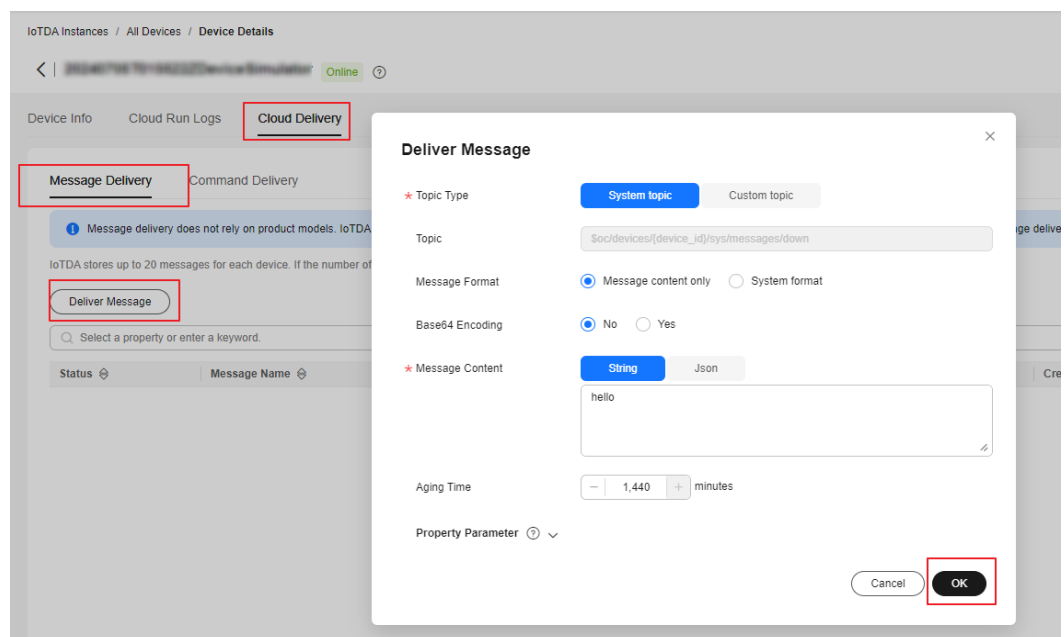 IoTDA Instances / All Devices / Device Details
Online
Device Info Cloud Run Logs Cloud Delivery
Message Delivery Command Delivery
Message delivery does not rely on product models. IoTDA
ge delive
IoTDA stores up to 20 messages for each device. If the number of
Deliver Message
Select a property or enter a keyword.
Status Message Name
Cre
Deliver Message
* Topic Type System topic Custom topic
Topic $oc/devices/{device_id}/sys/messages/down
Message Format Message content only System format
Base64 Encoding No Yes
* Message Content String Json
hello
Aging Time − 1,440 + minutes
Property Parameter
Cancel OK